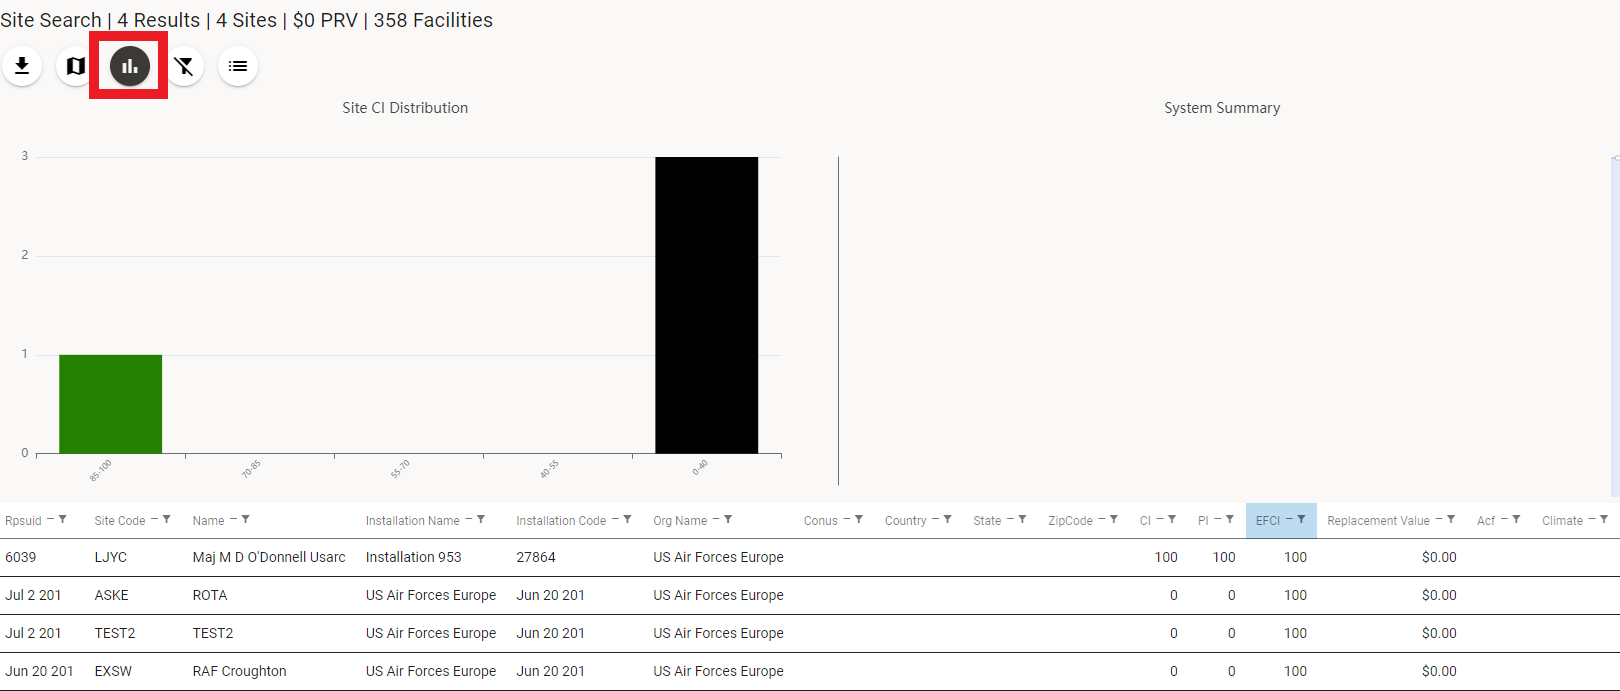 Site Search | 4 Results | 4 Sites | $0 PRV | 358 Facilities
Site CI Distribution
System Summary
3
2
1
0
85-100
70-85
55-70
40-55
0-40
Rpsuid Site Code Name Installation Name Installation Code Org Name Conus Country State ZipCode CI PI EFCI Replacement Value Acf Climate
6039 LJYC Maj M D O'Donnell Usarc Installation 953 27864 US Air Forces Europe 100 100 100 $0.00
Jul 2 201 ASKE ROTA US Air Forces Europe Jun 20 201 US Air Forces Europe 0 0 100 $0.00
Jul 2 201 TEST2 TEST2 US Air Forces Europe Jun 20 201 US Air Forces Europe 0 0 100 $0.00
Jun 20 201 EXSW RAF Croughton US Air Forces Europe Jun 20 201 US Air Forces Europe 0 0 100 $0.00